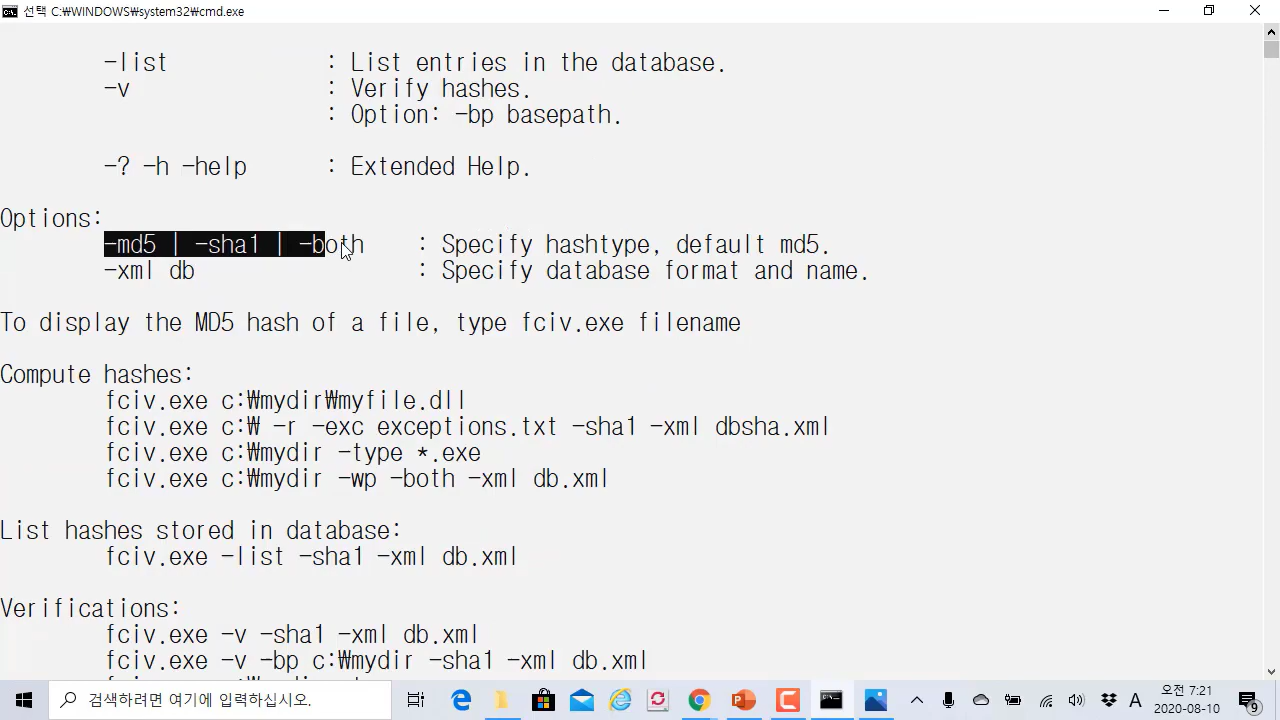 선택 C:₩WINDOWS₩system32₩cmd.exe
-list : List entries in the database.
-v : Verify hashes.
: Option: -bp basepath.
-? -h -help : Extended Help.
Options:
-md5 | -sha1 | -both : Specify hashtype, default md5.
-xml db : Specify database format and name.
To display the MD5 hash of a file, type fciv.exe filename
Compute hashes:
fciv.exe c:₩mydir₩myfile.dll
fciv.exe c:₩ -r -exc exceptions.txt -sha1 -xml dbsha.xml
fciv.exe c:₩mydir -type *.exe
fciv.exe c:₩mydir -wp -both -xml db.xml
List hashes stored in database:
fciv.exe -list -sha1 -xml db.xml
Verifications:
fciv.exe -v -sha1 -xml db.xml
fciv.exe -v -bp c:₩mydir -sha1 -xml db.xml
검색하려면 여기에 입력하십시오.
A
오전 7:21
2020-08-10
9